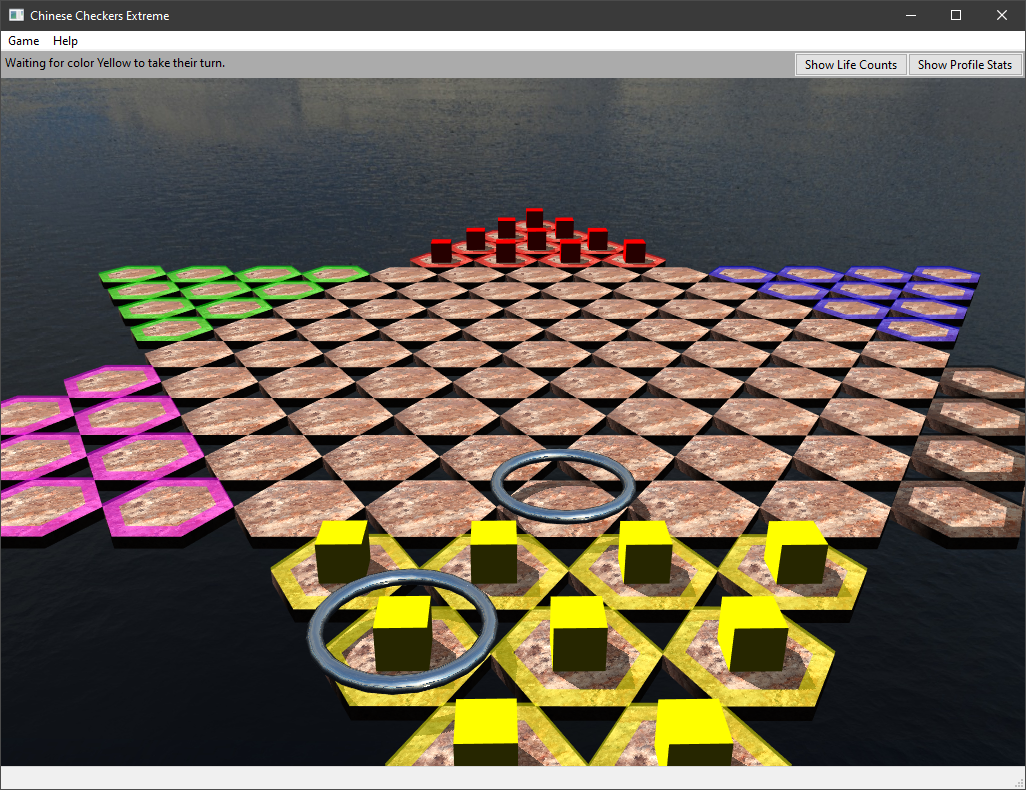 Chinese Checkers Extreme
Game Help
Waiting for color Yellow to take their turn.
Show Life Counts
Show Profile Stats